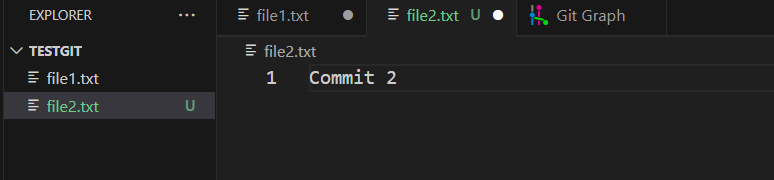 EXPLORER ···
TESTGIT
file1.txt
file2.txt U
file1.txt
file2.txt U
Git Graph
file2.txt
1 Commit 2